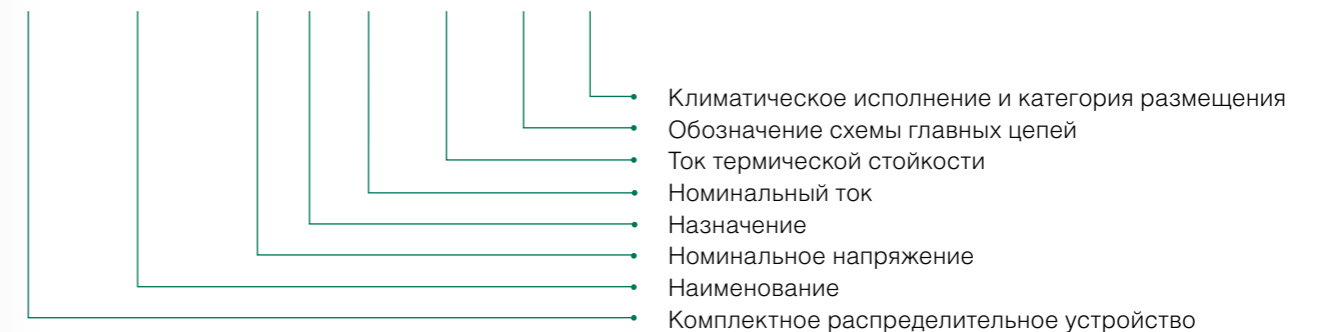 Климатическое исполнение и категория размещения
Обозначение схемы главных цепей
Ток термической стойкости
Номинальный ток
Назначение
Номинальное напряжение
Наименование
Комплектное распределительное устройство